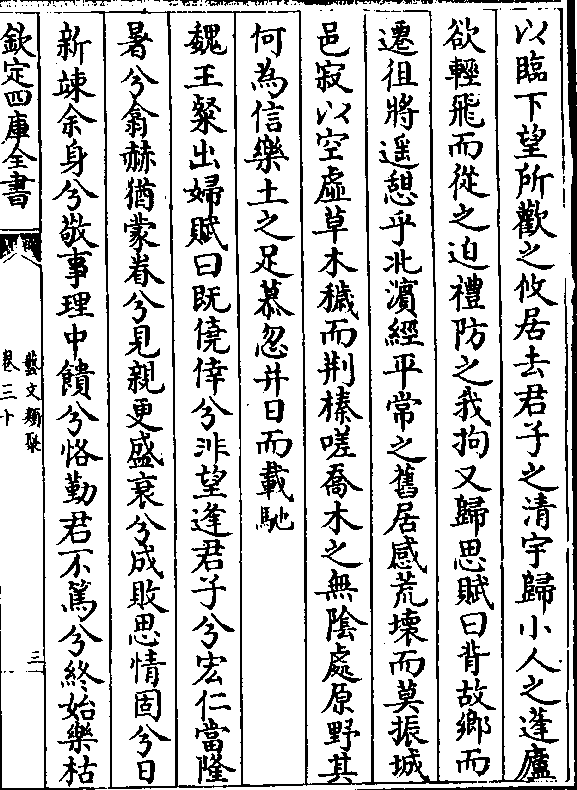 以臨下望所歡之攸居去君子之清宇歸小人之蓬廬
欲輕飛而從之迫禮防之我拘又歸思賦曰背故鄉而
遷徂將遥憩乎北濱經平常之舊居感荒壊而莫振城
邑寂以空虛草木穢而荆榛嗟喬木之無陰處原野其
何為信樂土之足慕忽并日而載馳
魏王粲出婦賦曰既僥倖兮非望逢君子兮宏仁當隆
暑兮翕赫猶蒙眷兮見親更盛衰兮成敗思情固兮日
新竦余身兮敬事理中饋兮恪勤君不篤兮終始樂枯
欽定四庫全書
藝文類聚
卷三十
三